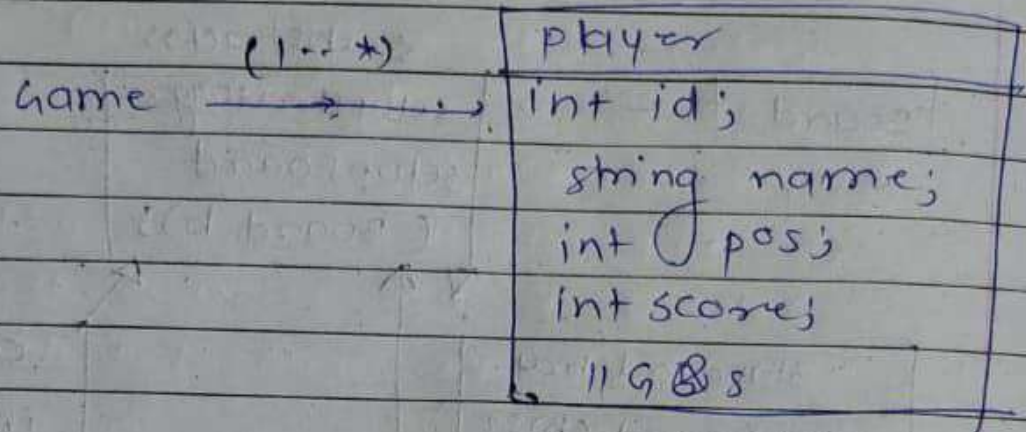 player
(1..*)
Game int id;
string name;
int pos;
int score;
// G & S